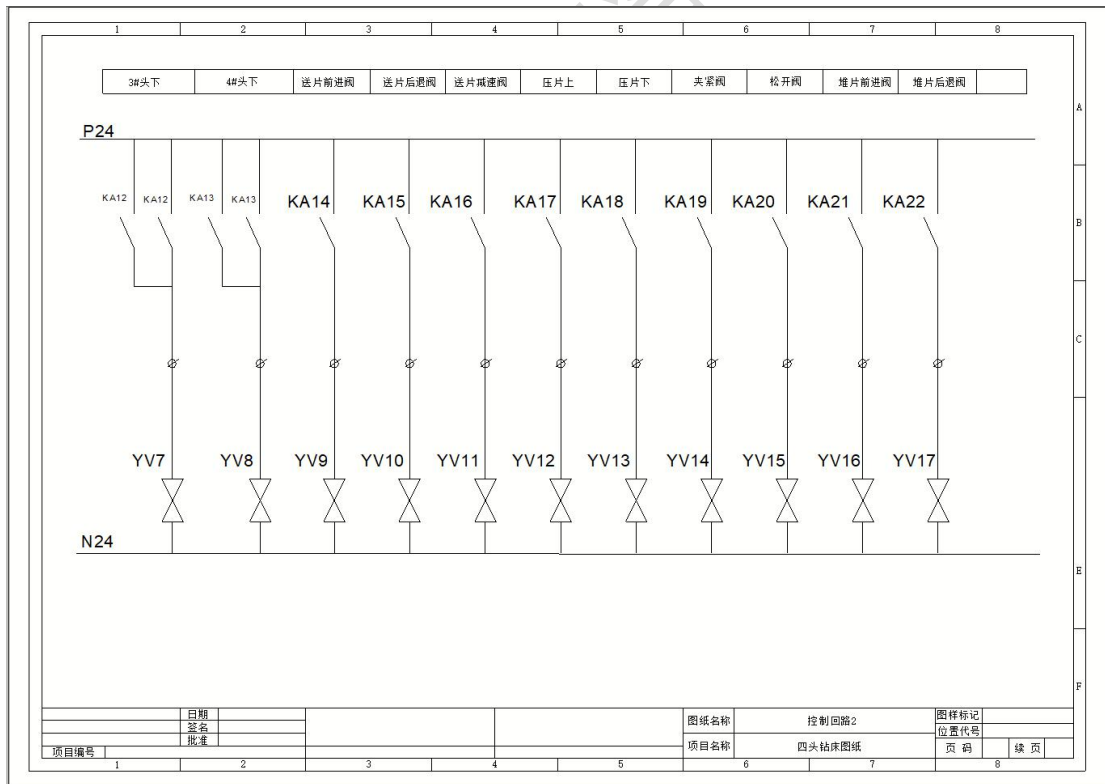 1 2 3 4 5 6 7 8
3#头下 4#头下 送片前进阀 送片后退阀 送片减速阀 压片上 压片下 夹紧阀 松开阀 堆片前进阀 堆片后退阀
A
P24
KA12 KA12 KA13 KA13 KA14 KA15 KA16 KA17 KA18 KA19 KA20 KA21 KA22
B
C
YV7 YV8 YV9 YV10 YV11 YV12 YV13 YV14 YV15 YV16 YV17
N24
E
F
日期 图纸名称 控制回路2 图样标记
签名 位置代号
批准 项目名称 四头钻床图纸 页 码 续 页
项目编号
1 2 3 4 5 6 7 8